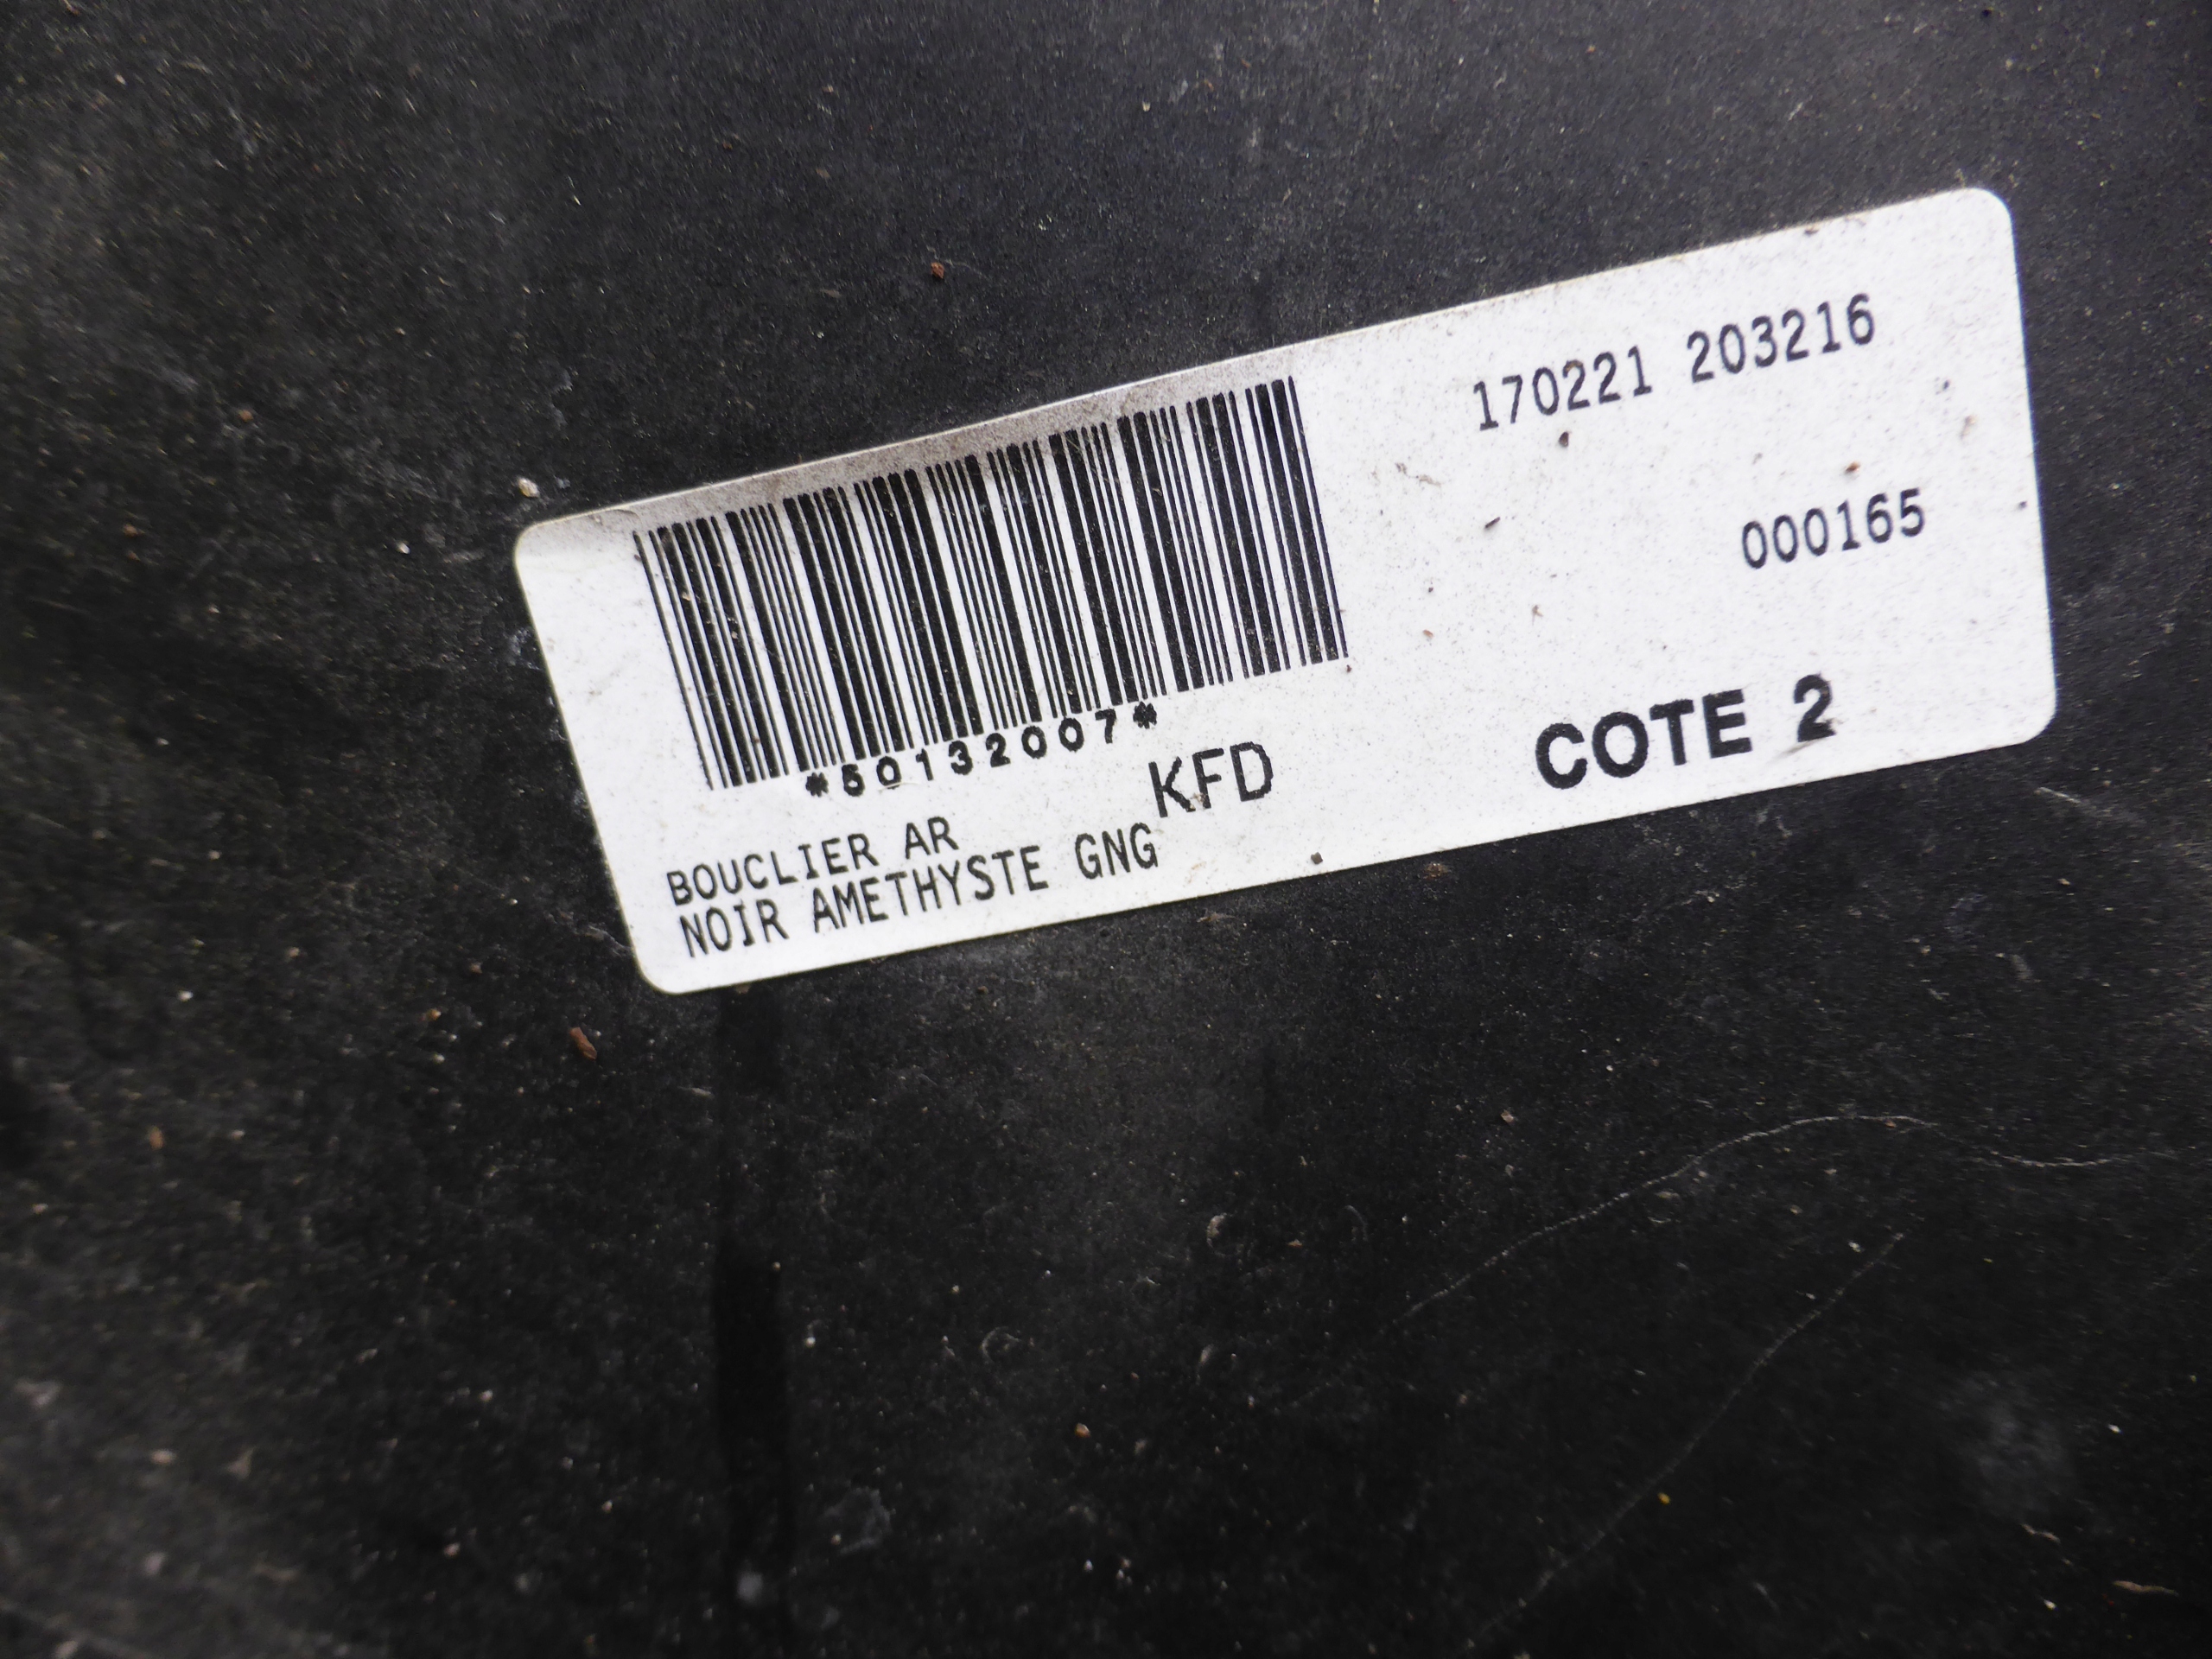 170221 203216
000165
*50132007*
KFD
COTE 2
BOUCLIER AR
NOIR AMETHYSTE GNG